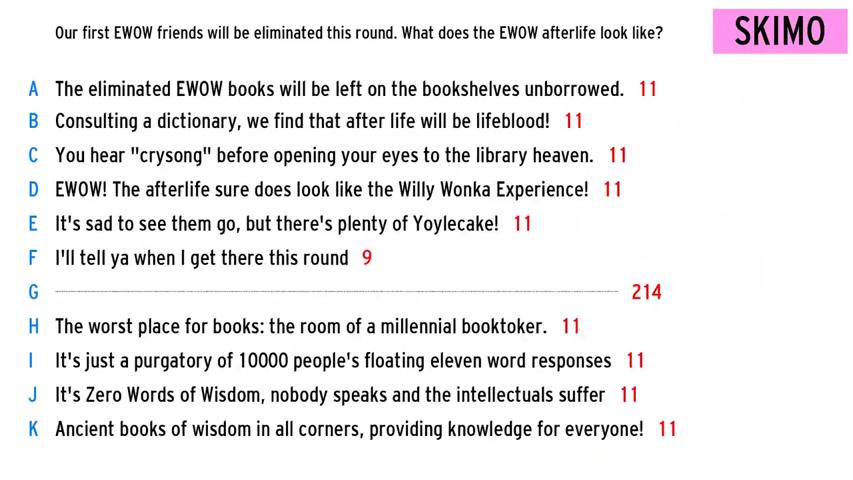 Our first EWOW friends will be eliminated this round. What does the EWOW afterlife look like?
SKIMO
A The eliminated EWOW books will be left on the bookshelves unborrowed. 11
B Consulting a dictionary, we find that after life will be lifeblood! 11
C You hear "crysong" before opening your eyes to the library heaven. 11
D EWOW! The afterlife sure does look like the Willy Wonka Experience! 11
E It's sad to see them go, but there's plenty of Yoylecake! 11
F I'll tell ya when I get there this round 9
G 214
H The worst place for books: the room of a millennial booktoker. 11
I It's just a purgatory of 10000 people's floating eleven word responses 11
J It's Zero Words of Wisdom, nobody speaks and the intellectuals suffer 11
K Ancient books of wisdom in all corners, providing knowledge for everyone! 11